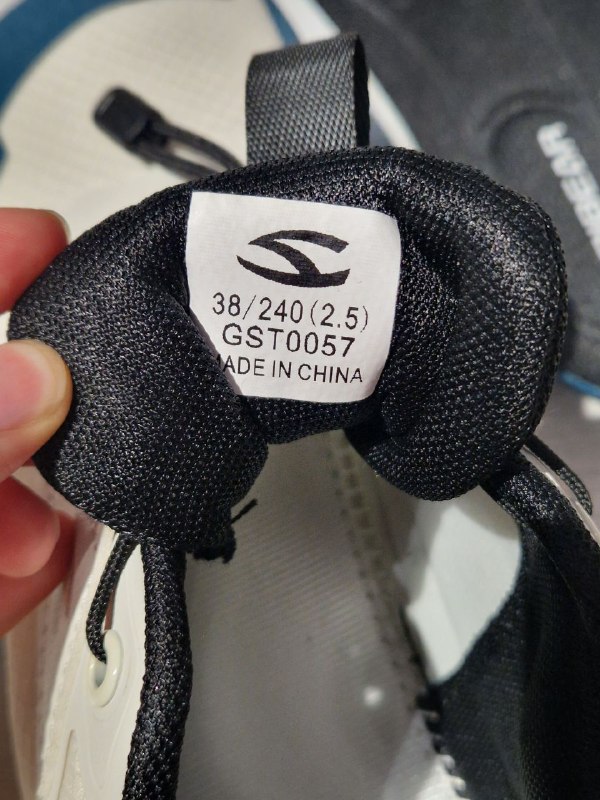 38/240(2.5)
GST0057
MADE IN CHINA